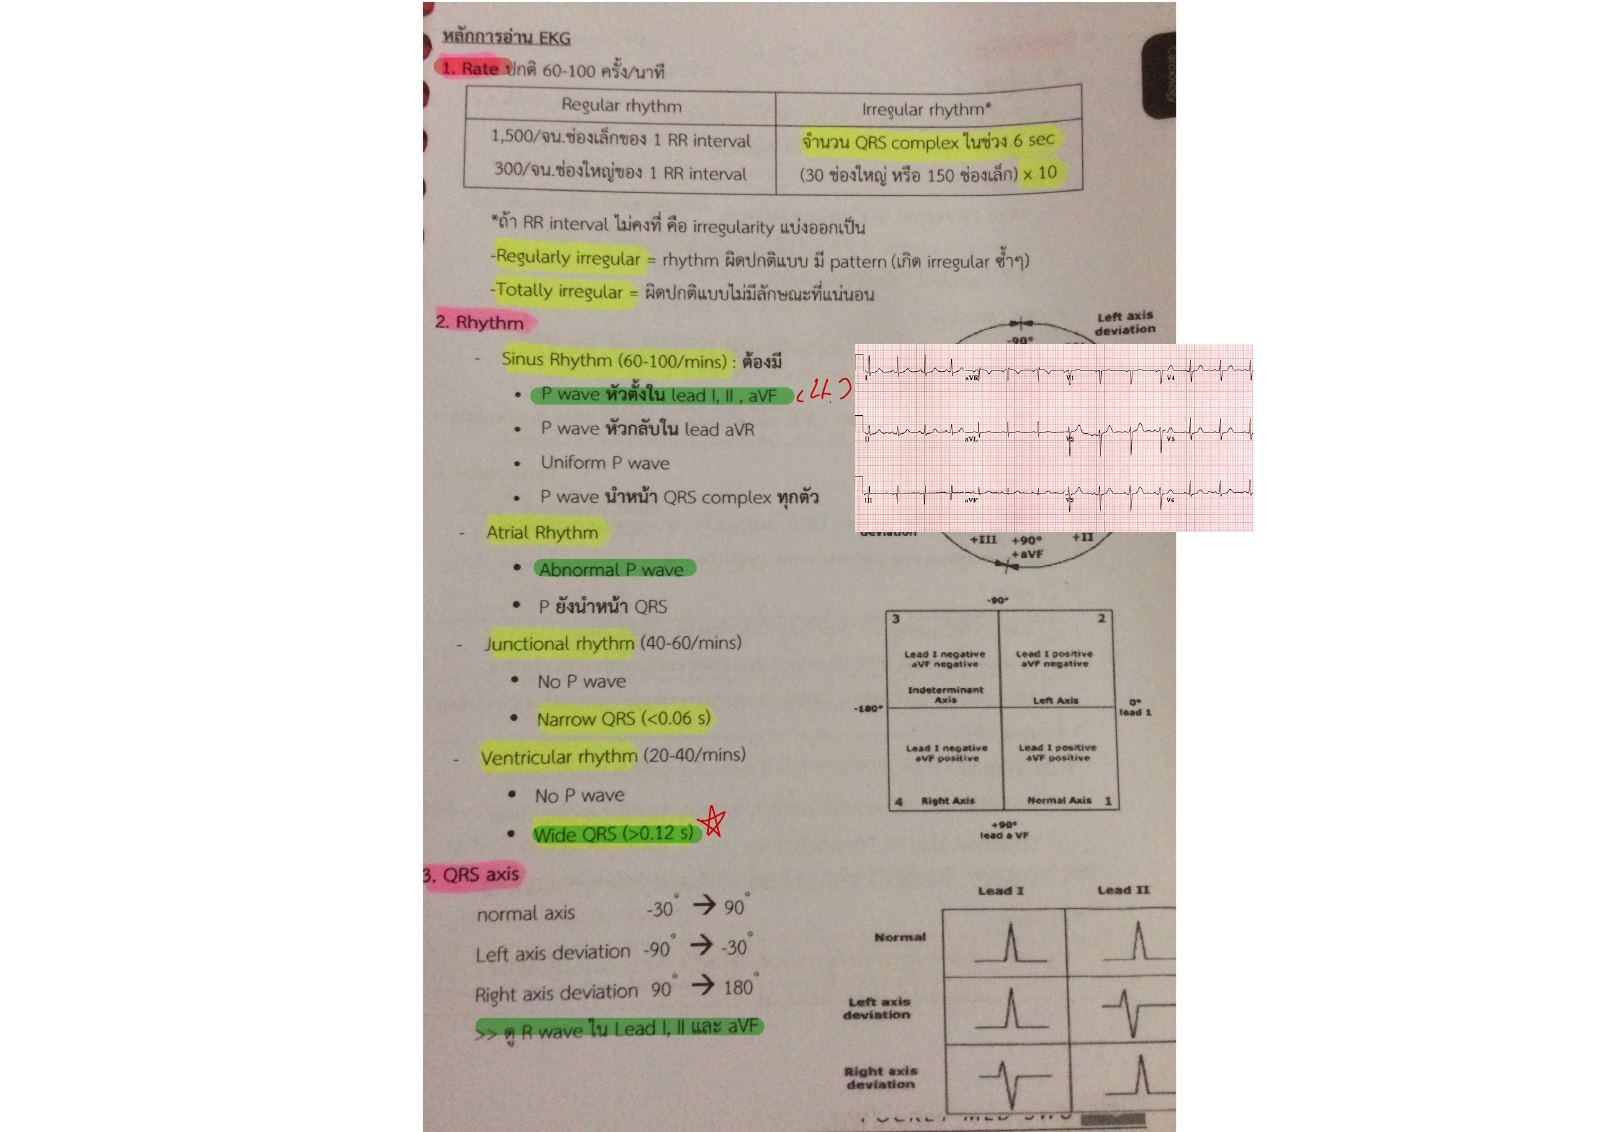 หลักการอ่าน EKG
1. Rate ปกติ 60-100 ครั้ง/นาที
Regular rhythm
Irregular rhythm*
1,500/จน.ช่องเล็กของ 1 RR interval
จำนวน QRS complex ในช่วง 6 sec
300/จน.ช่องใหญ่ของ 1 RR interval
(30 ช่องใหญ่ หรือ 150 ช่องเล็ก) x 10
*ถ้า RR interval ไม่คงที่ คือ irregularity แบ่งออกเป็น
-Regularly irregular = rhythm ผิดปกติแบบ มี pattern (เกิด irregular ซ้ำๆ)
-Totally irregular = ผิดปกติแบบไม่มีลักษณะที่แน่นอน
2. Rhythm
- Sinus Rhythm (60-100/mins) : ต้องมี
• P wave หัวตั้งใน lead I, II , aVF
• P wave หัวกลับใน lead aVR
• Uniform P wave
• P wave นำหน้า QRS complex ทุกตัว
- Atrial Rhythm
• Abnormal P wave
• P ยังนำหน้า QRS
- Junctional rhythm (40-60/mins)
• No P wave
• Narrow QRS (<0.06 s)
- Ventricular rhythm (20-40/mins)
• No P wave
• Wide QRS (>0.12 s)
3. QRS axis
normal axis -30° → 90°
Left axis deviation -90° → -30°
Right axis deviation 90° → 180°
>> ดู R wave ใน Lead I, II และ aVF
Left axis
deviation
-90°
I aVR V1 V4
II aVL V2 V5
III aVF V3 V6
deviation
+III +90° +II
+aVF
-90°
3 2
Lead I negative
aVF negative
Lead I positive
aVF negative
Indeterminant
Axis
Left Axis
-180°
0°
lead 1
Lead I negative
aVF positive
Lead I positive
aVF positive
4 Right Axis
Normal Axis 1
+90°
lead a VF
Lead I Lead II
Normal
Left axis
deviation
Right axis
deviation